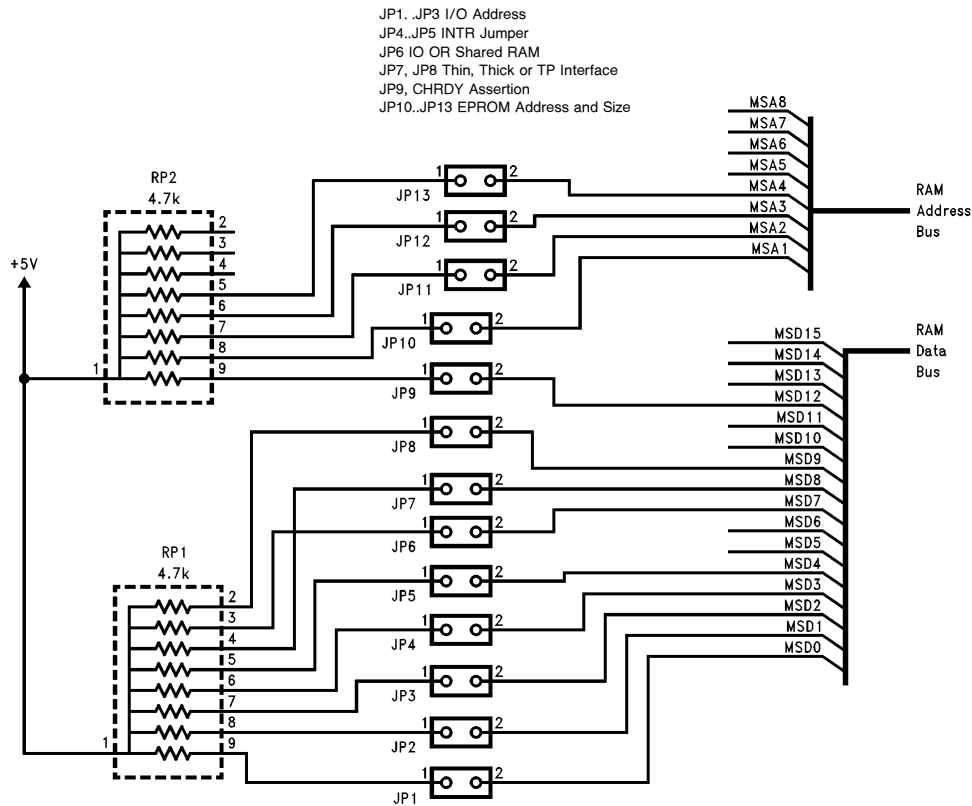 JP1. .JP3 I/O Address
JP4..JP5 INTR Jumper
JP6 IO OR Shared RAM
JP7, JP8 Thin, Thick or TP Interface
JP9, CHRDY Assertion
JP10..JP13 EPROM Address and Size
MSA8
MSA7
MSA6
MSA5
MSA4
MSA3
MSA2
MSA1
RAM
Address
Bus
RP2
4.7k
2
3
4
5
6
7
8
9
1
+5V
1 2
JP13
1 2
JP12
1 2
JP11
1 2
JP10
1 2
JP9
1 2
JP8
1 2
JP7
1 2
JP6
1 2
JP5
1 2
JP4
1 2
JP3
1 2
JP2
1 2
JP1
RAM
Data
Bus
MSD15
MSD14
MSD13
MSD12
MSD11
MSD10
MSD9
MSD8
MSD7
MSD6
MSD5
MSD4
MSD3
MSD2
MSD1
MSD0
RP1
4.7k
2
3
4
5
6
7
8
9
1